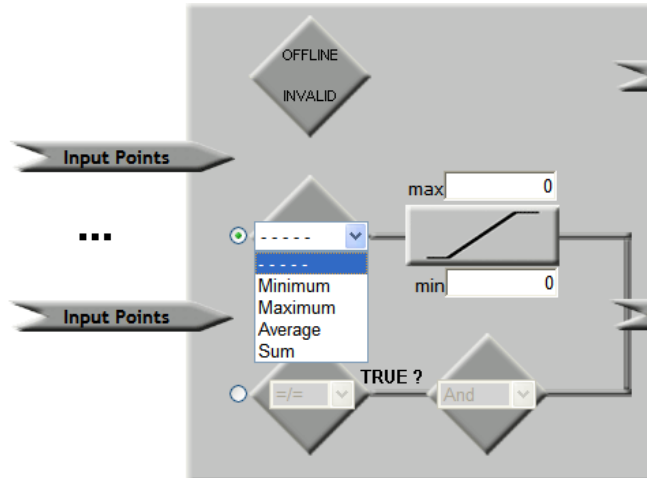 OFFLINE
INVALID
Input Points
max 0
...
- - - - -
- - - - -
Minimum
Maximum
Average
Sum
min 0
Input Points
TRUE ?
=/=
And